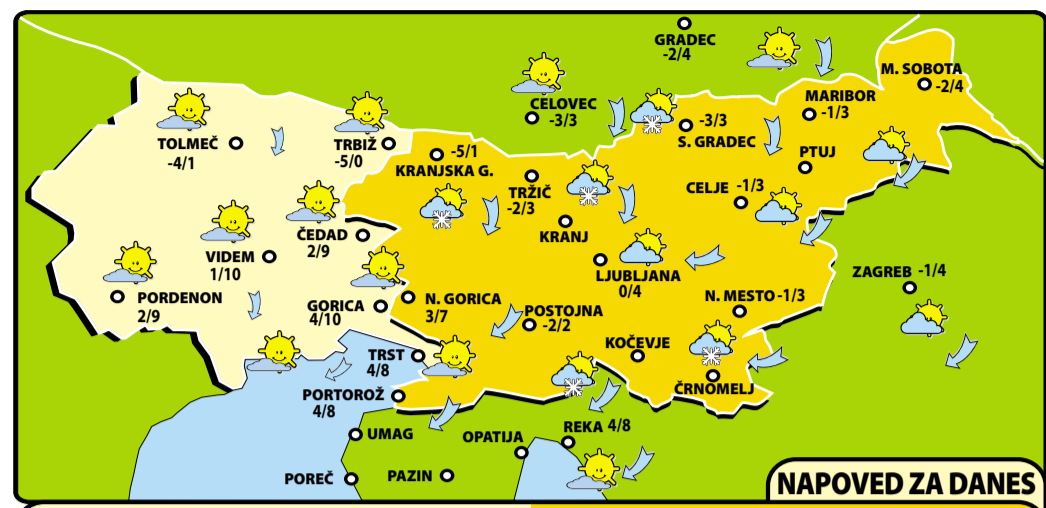 GRADEC
-2/4
M. SOBOTA
-2/4
CELOVEC
-3/3
MARIBOR
-1/3
-3/3
S. GRADEC
TOLMEČ
-4/1
TRBIŽ
-5/0
-5/1
KRANJSKA G.
PTUJ
TRŽIČ
-2/3
CELJE -1/3
KRANJ
ČEDAD
2/9
VIDEM
1/10
LJUBLJANA
0/4
ZAGREB -1/4
PORDENON
2/9
GORICA
4/10
N. GORICA
3/7
POSTOJNA
-2/2
N. MESTO -1/3
KOČEVJE
TRST
4/8
ČRNOMELJ
PORTOROŽ
4/8
UMAG
OPATIJA
REKA 4/8
POREČ
PAZIN
NAPOVED ZA DANES